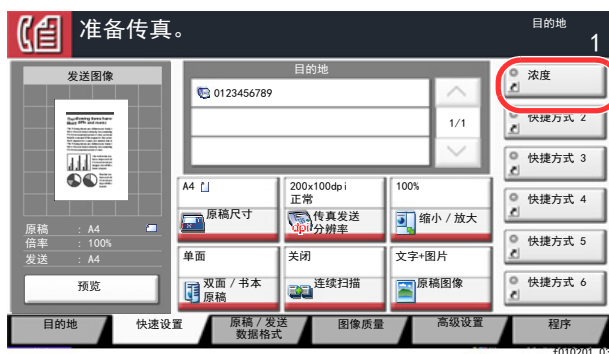 准备传真。
目的地
1
发送图像
原稿 : A4
倍率 : 100%
发送 : A4
预览
目的地
0123456789
1/1
A4
原稿尺寸
200x100dpi
正常
dpi
传真发送
分辨率
100%
缩小 / 放大
单面
双面 / 书本
原稿
关闭
连续扫描
文字+图片
原稿图像
浓度
快捷方式 2
快捷方式 3
快捷方式 4
快捷方式 5
快捷方式 6
目的地
快速设置
原稿 / 发送
数据格式
图像质量
高级设置
程序